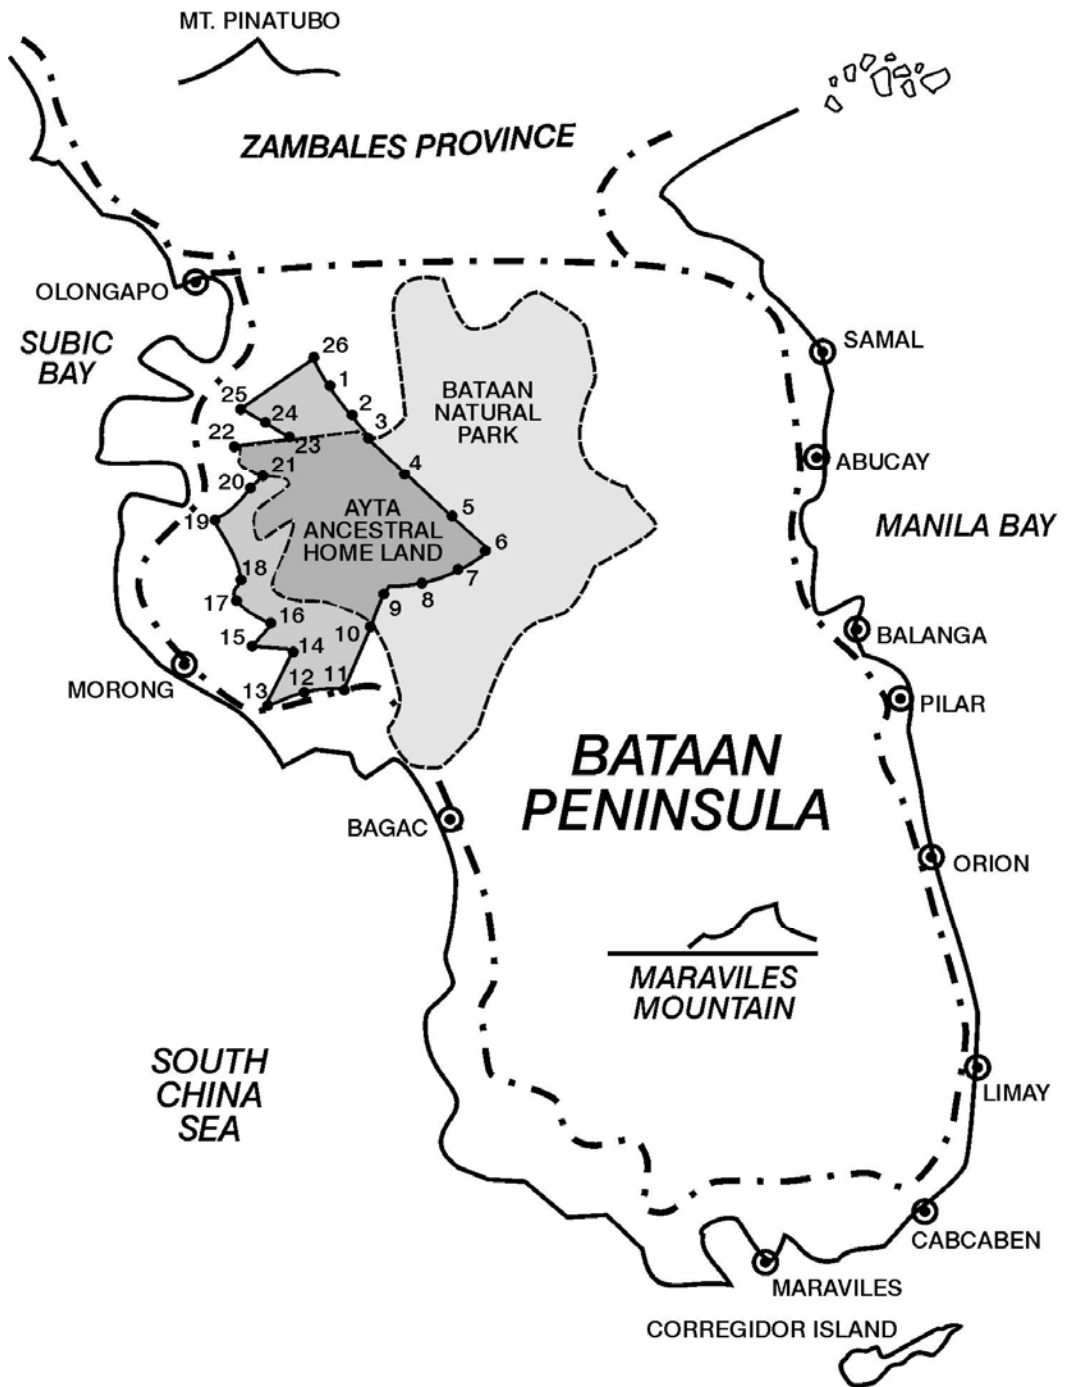 MT. PINATUBO
ZAMBALES PROVINCE
OLONGAPO
SUBIC
BAY
SAMAL
26
1
2
3
25
24
23
22
BATAAN
NATURAL
PARK
4
21
20
19
5
AYTA
ANCESTRAL
HOME LAND
6
7
8
9
18
17
16
15
14
10
11
12
13
ABUCAY
MANILA BAY
BALANGA
PILAR
MORONG
BATAAN
PENINSULA
BAGAC
ORION
MARAVILES
MOUNTAIN
SOUTH
CHINA
SEA
LIMAY
CABCABEN
MARAVILES
CORREGIDOR ISLAND